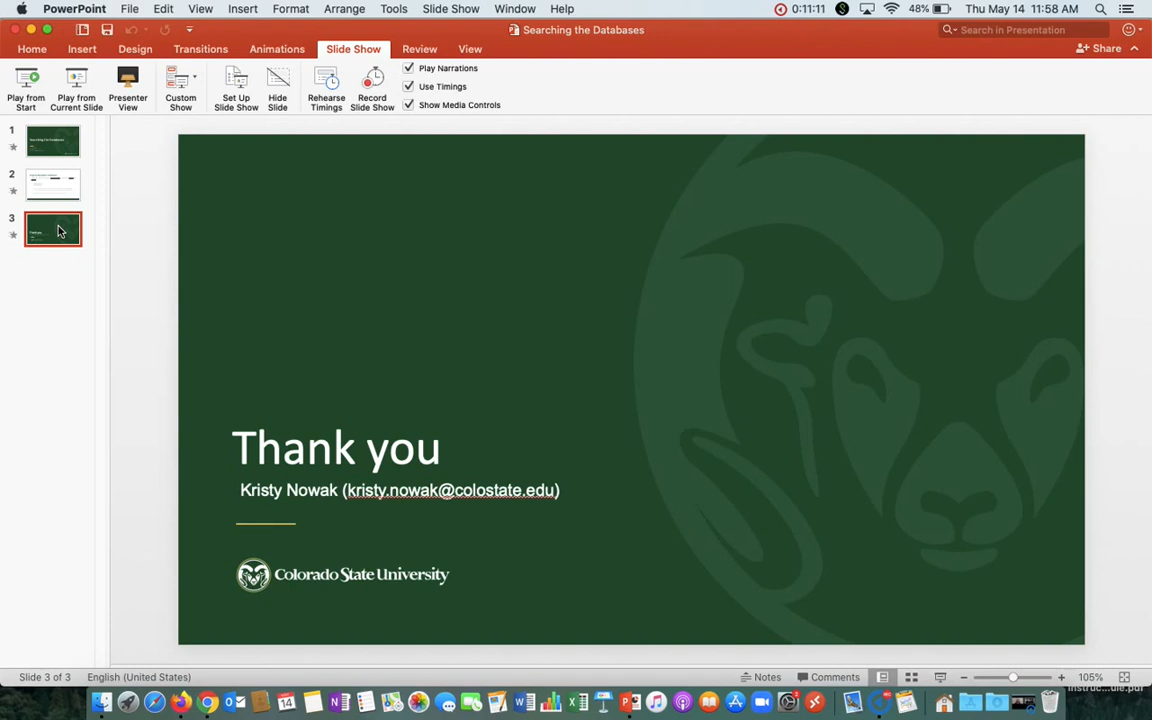 PowerPoint File Edit View Insert Format Arrange Tools Slide Show Window Help 0:11:11 48% Thu May 14 11:58 AM
Searching the Databases
Search in Presentation
Home Insert Design Transitions Animations Slide Show Review View
Share
Play from Start
Play from Current Slide
Presenter View
Custom Show
Set Up Slide Show
Hide Slide
Rehearse Timings
Record Slide Show
Play Narrations
Use Timings
Show Media Controls
1
2
3
Thank you
Kristy Nowak (kristy.nowak@colostate.edu)
Colorado State University
Slide 3 of 3 English (United States) Notes Comments 105%